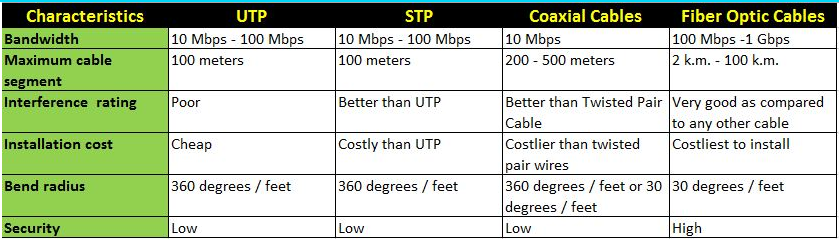 Characteristics UTP STP Coaxial Cables Fiber Optic Cables
Bandwidth 10 Mbps - 100 Mbps 10 Mbps - 100 Mbps 10 Mbps 100 Mbps -1 Gbps
Maximum cable 100 meters 100 meters 200 - 500 meters 2 k.m. - 100 k.m.
segment
Interference rating Poor Better than UTP Better than Twisted Pair Very good as compared
Cable to any other cable
Installation cost Cheap Costly than UTP Costlier than twisted Costliest to install
pair wires
Bend radius 360 degrees / feet 360 degrees / feet 360 degrees / feet or 30 30 degrees / feet
degrees / feet
Security Low Low Low High